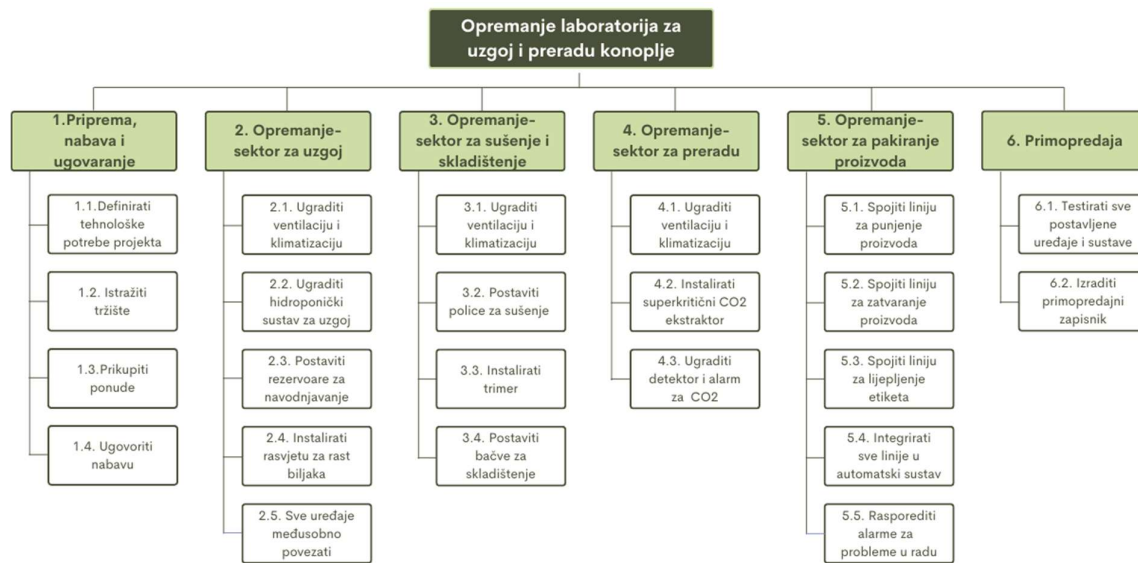 Opremanje laboratorija za
uzgoj i preradu konoplje
1.Priprema,
nabava i
ugovaranje
1.1.Definirati
tehnološke
potrebe projekta
1.2. Istražiti
tržište
1.3.Prikupiti
ponude
1.4. Ugovoriti
nabavu
2. Opremanje-
sektor za uzgoj
2.1. Ugraditi
ventilaciju i
klimatizaciju
2.2. Ugraditi
hidroponički
sustav za uzgoj
2.3. Postaviti
rezervoare za
navodnjavanje
2.4. Instalirati
rasvjetu za rast
biljaka
2.5. Sve uređaje
međusobno
povezati
3. Opremanje-
sektor za sušenje i
skladištenje
3.1. Ugraditi
ventilaciju i
klimatizaciju
3.2. Postaviti
police za sušenje
3.3. Instalirati
trimer
3.4. Postaviti
bačve za
skladištenje
4. Opremanje-
sektor za preradu
4.1. Ugraditi
ventilaciju i
klimatizaciju
4.2. Instalirati
superkritični CO2
ekstraktor
4.3. Ugraditi
detektor i alarm
za CO2
5. Opremanje-
sektor za pakiranje
proizvoda
5.1. Spojiti liniju
za punjenje
proizvoda
5.2. Spojiti liniju
za zatvaranje
proizvoda
5.3. Spojiti liniju
za lijepljenje
etiketa
5.4. Integrirati
sve linije u
automatski sustav
5.5. Rasporediti
alarme za
probleme u radu
6. Primopredaja
6.1. Testirati sve
postavljene
uređaje i sustave
6.2. Izraditi
primopredajni
zapisnik